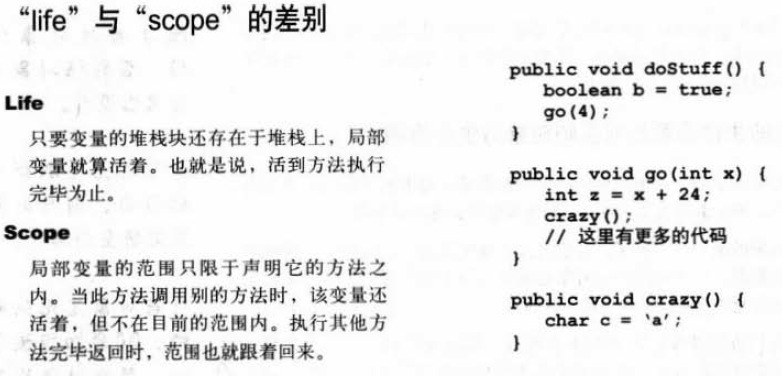 “life”与“scope”的差别
Life
只要变量的堆栈块还存在于堆栈上，局部
变量就算活着。也就是说，活到方法执行
完毕为止。
Scope
局部变量的范围只限于声明它的方法之
内。当此方法调用别的方法时，该变量还
活着，但不在目前的范围内。执行其他方
法完毕返回时，范围也就跟着回来。
public void doStuff() {
boolean b = true;
go(4);
}
public void go(int x) {
int z = x + 24;
crazy();
// 这里有更多的代码
}
public void crazy() {
char c = ‘a’;
}